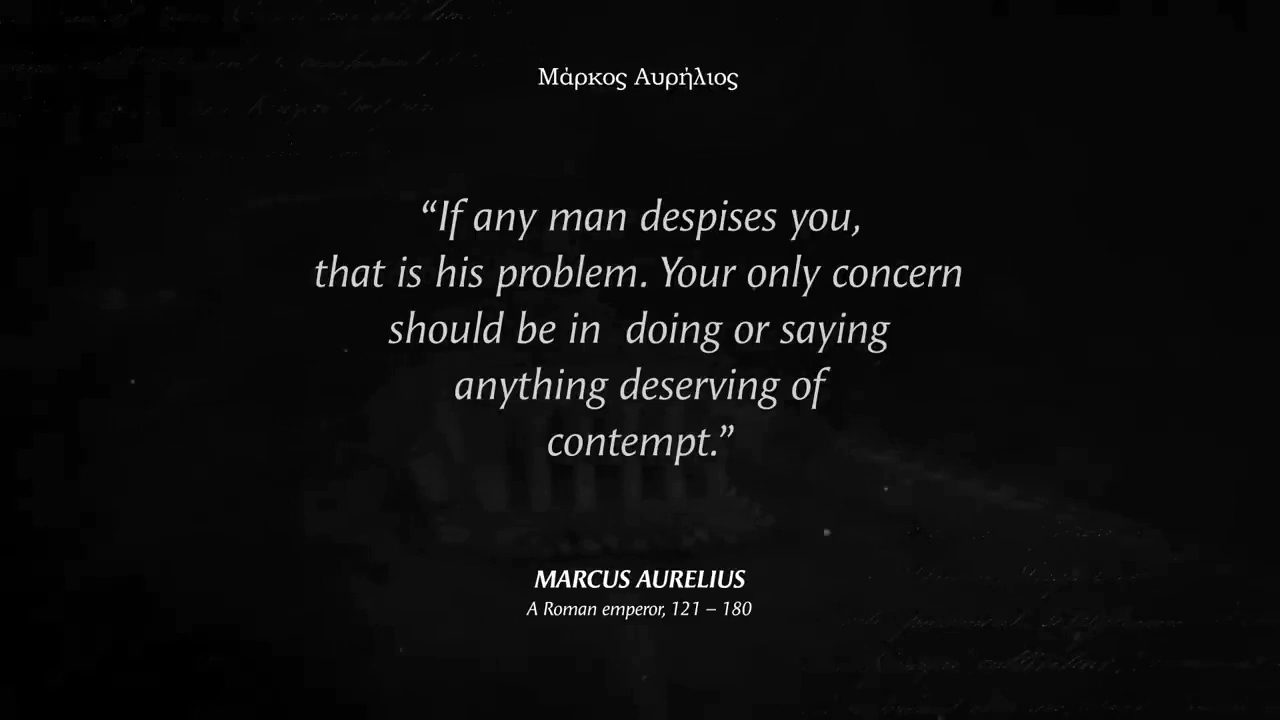 Μάρκος Αυρήλιος
“If any man despises you,
that is his problem. Your only concern
should be in  doing or saying
anything deserving of
contempt.”
MARCUS AURELIUS
A Roman emperor, 121 – 180